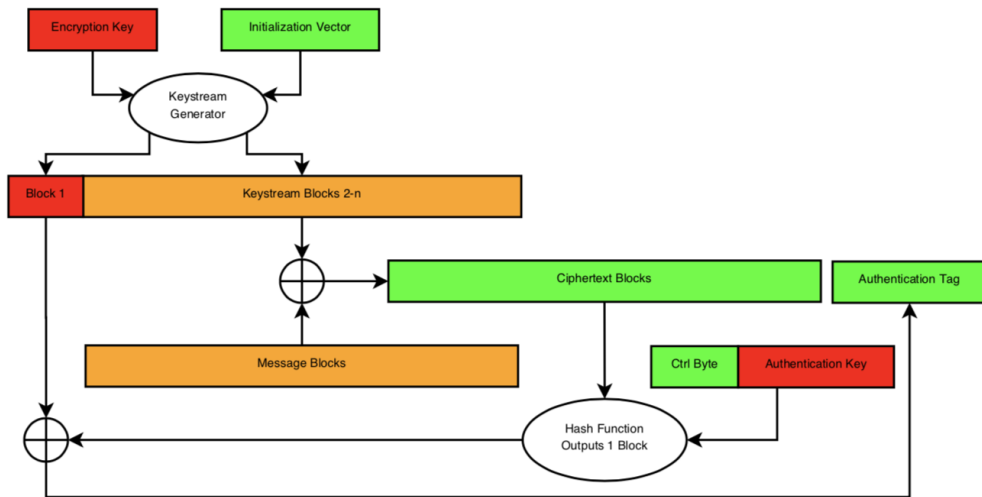 Encryption Key
Initialization Vector
Keystream
Generator
Block 1
Keystream Blocks 2-n
Ciphertext Blocks
Authentication Tag
Message Blocks
Ctrl Byte
Authentication Key
Hash Function
Outputs 1 Block